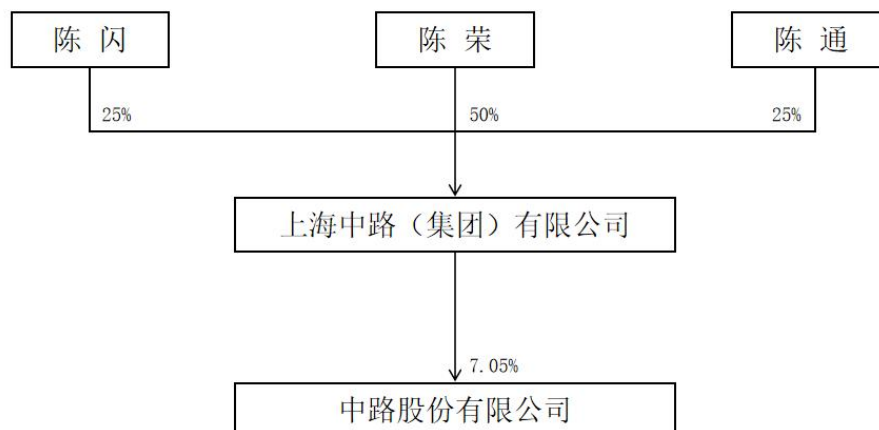 陈 闪
陈 荣
陈 通
25%
50%
25%
上海中路（集团）有限公司
7.05%
中路股份有限公司